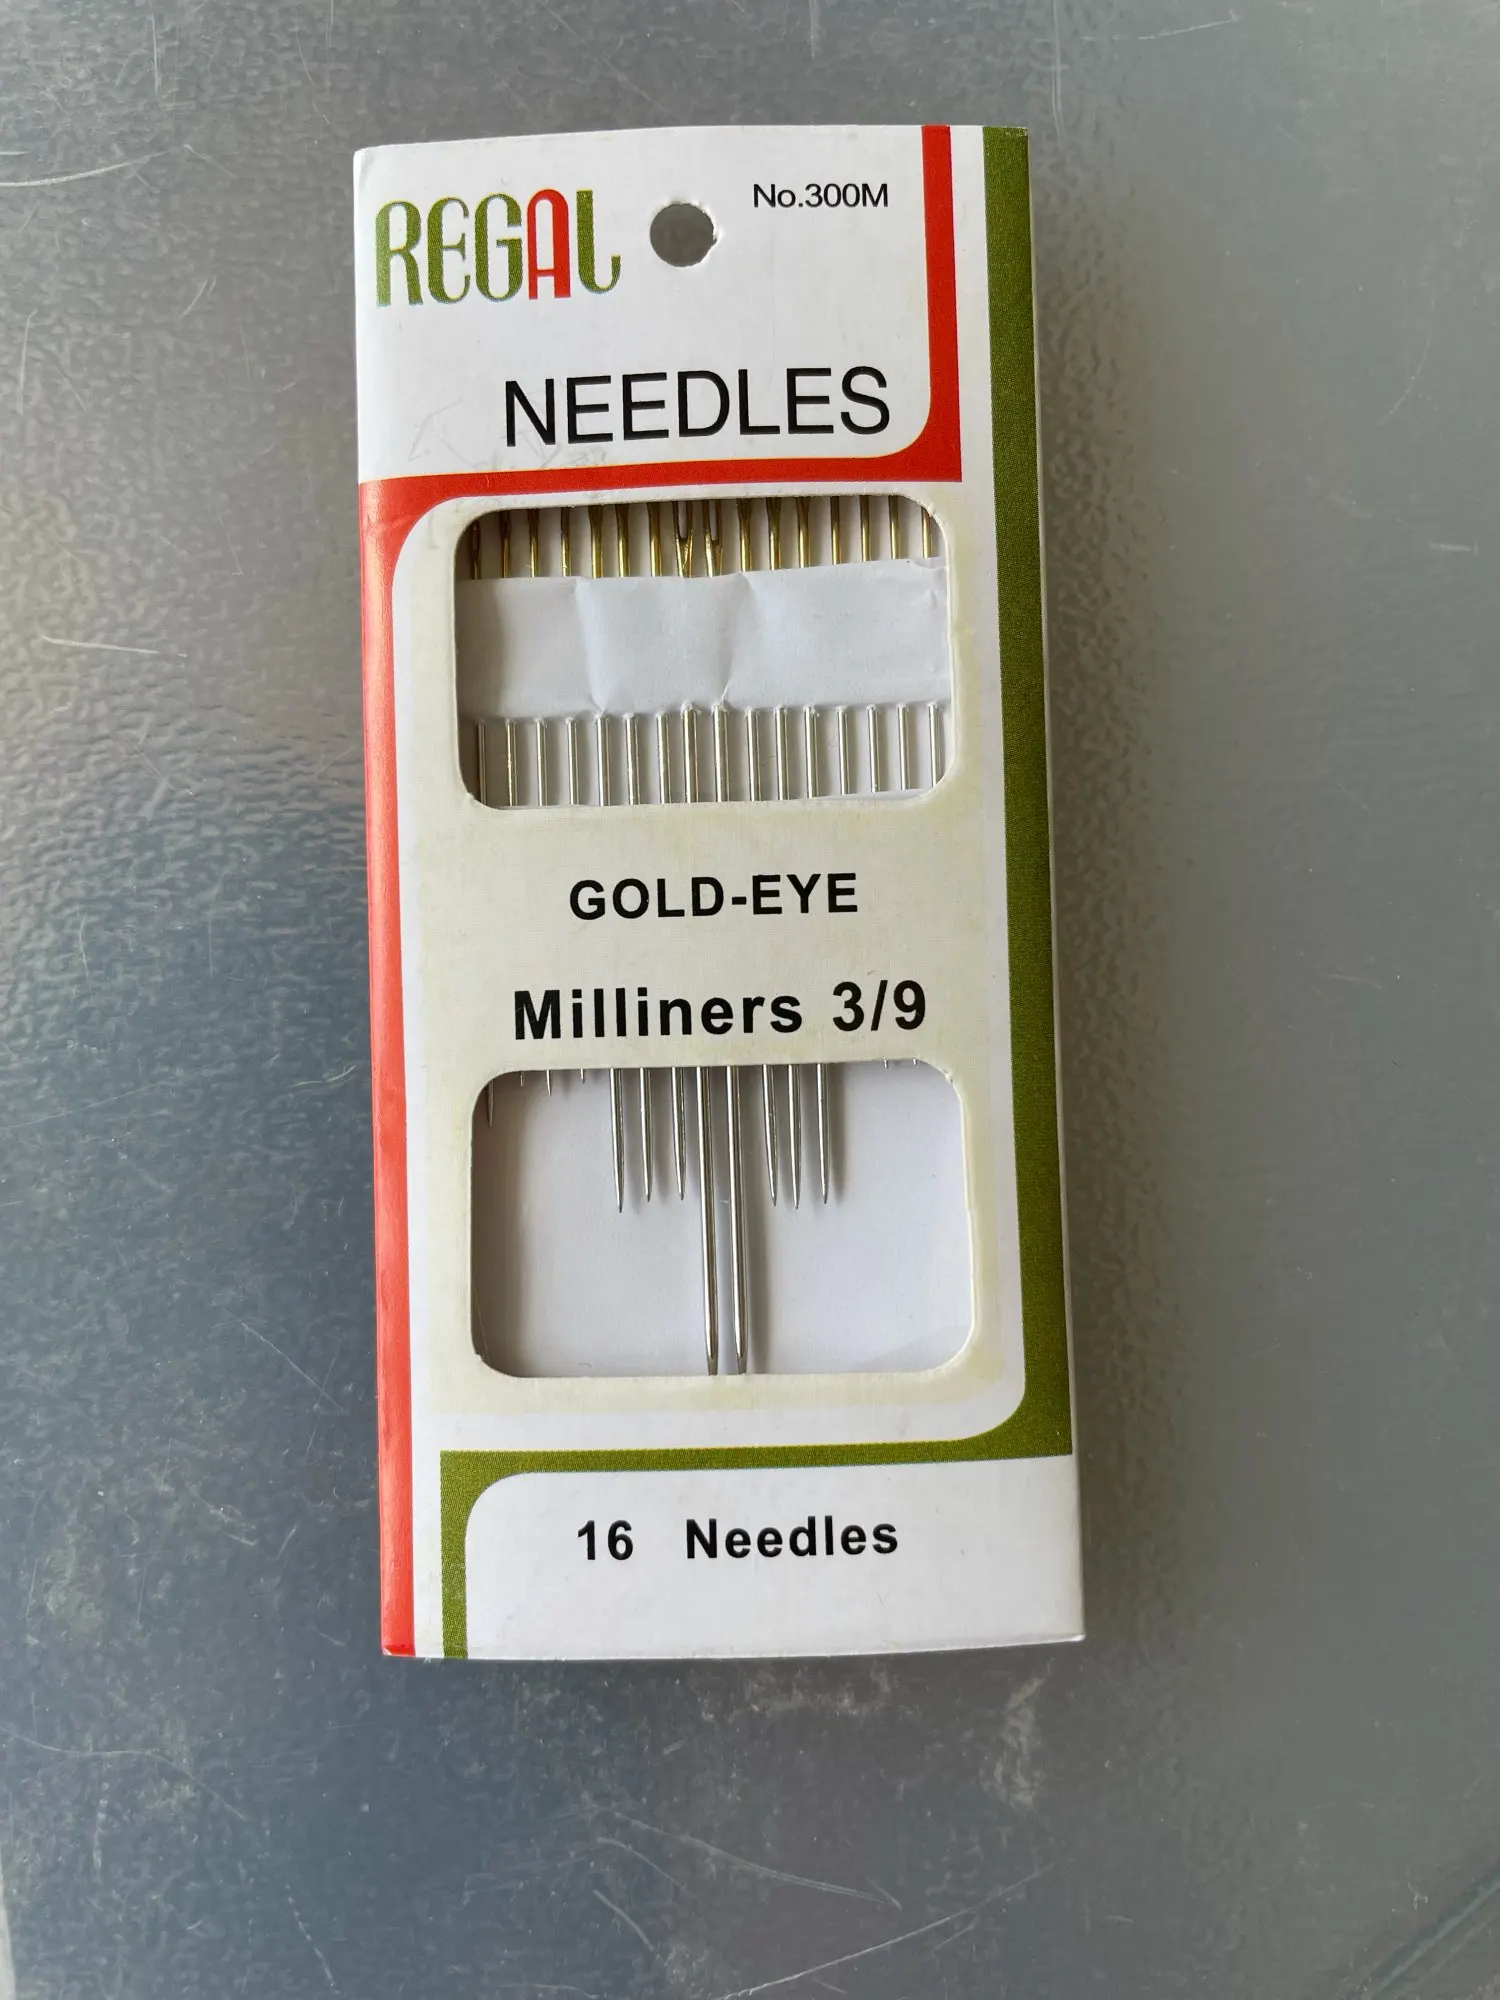 REGAL
No.300M
NEEDLES
GOLD-EYE
Milliners 3/9
16 Needles